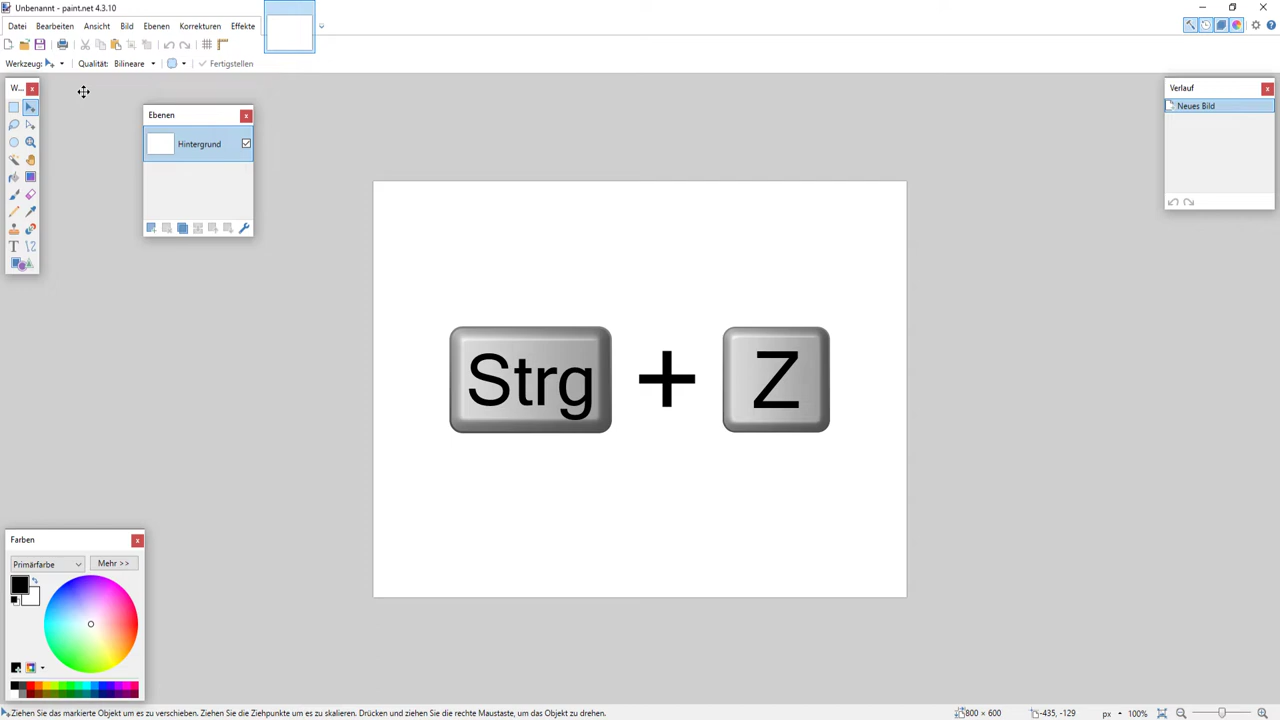 Unbenannt - paint.net 4.3.10
Datei Bearbeiten Ansicht Bild Ebenen Korrekturen Effekte
Werkzeug: Qualität: Bilineare Fertigstellen
W...
Ebenen
Hintergrund
Verlauf
Neues Bild
Strg + Z
Farben
Primärfarbe Mehr >>
Ziehen Sie das markierte Objekt um es zu verschieben. Ziehen Sie die Ziehpunkte um es zu skalieren. Drücken und ziehen Sie die rechte Maustaste, um das Objekt zu drehen. 800 × 600 -435, -129 px 100%